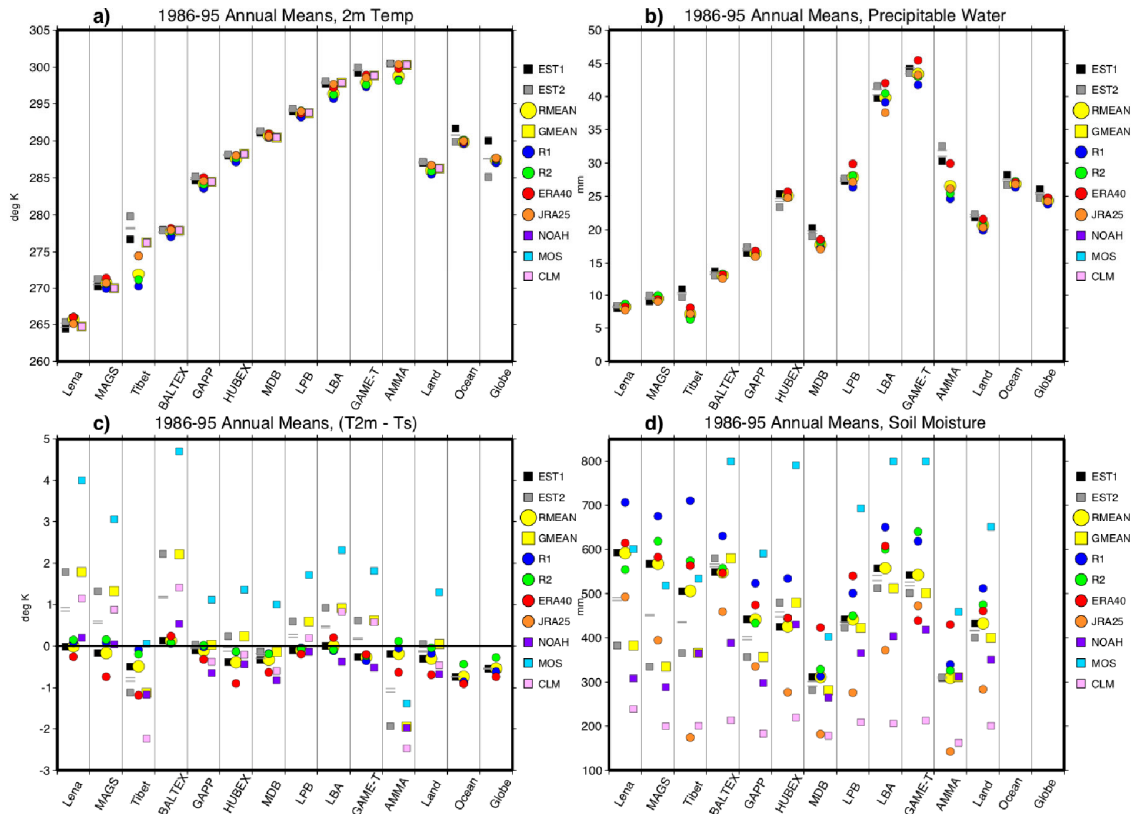 a) 1986-95 Annual Means, 2m Temp
305
300
295
290
285
280
275
270
265
260
deg K
Lena
MAGS
Tibet
BALTEX
GAPP
HUBEX
MDB
LPB
LBA
GAME-T
AMMA
Land
Ocean
Globe
EST1
EST2
RMEAN
GMEAN
R1
R2
ERA40
JRA25
NOAH
MOS
CLM
b) 1986-95 Annual Means, Precipitable Water
50
45
40
35
30
25
20
15
10
5
0
mm
Lena
MAGS
Tibet
BALTEX
GAPP
HUBEX
MDB
LPB
LBA
GAME-T
AMMA
Land
Ocean
Globe
EST1
EST2
RMEAN
GMEAN
R1
R2
ERA40
JRA25
NOAH
MOS
CLM
c) 1986-95 Annual Means, (T2m - Ts)
5
4
3
2
1
0
-1
-2
-3
deg K
Lena
MAGS
Tibet
BALTEX
GAPP
HUBEX
MDB
LPB
LBA
GAME-T
AMMA
Land
Ocean
Globe
EST1
EST2
RMEAN
GMEAN
R1
R2
ERA40
JRA25
NOAH
MOS
CLM
d) 1986-95 Annual Means, Soil Moisture
800
700
600
500
400
300
200
100
mm
Lena
MAGS
Tibet
BALTEX
GAPP
HUBEX
MDB
LPB
LBA
GAME-T
AMMA
Land
Ocean
Globe
EST1
EST2
RMEAN
GMEAN
R1
R2
ERA40
JRA25
NOAH
MOS
CLM